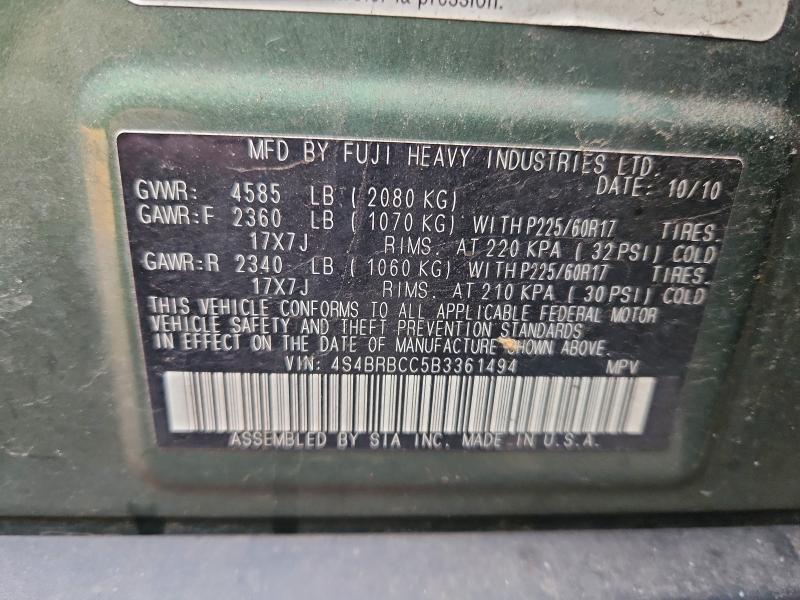 la pression.
MFD BY FUJI HEAVY INDUSTRIES LTD.
DATE: 10/10
GVWR: 4585 LB ( 2080 KG)
GAWR:F 2360 LB ( 1070 KG) WITH P225/60R17 TIRES.
17X7J RIMS. AT 220 KPA ( 32 PSI) COLD
GAWR:R 2340 LB ( 1060 KG) WITH P225/60R17 TIRES.
17X7J RIMS. AT 210 KPA ( 30 PSI) COLD
THIS VEHICLE CONFORMS TO ALL APPLICABLE FEDERAL MOTOR
VEHICLE SAFETY AND THEFT PREVENTION STANDARDS
IN EFFECT ON THE DATE OF MANUFACTURE SHOWN ABOVE.
VIN: 4S4BRBCC5B3361494 MPV
ASSEMBLED BY SIA INC. MADE IN U.S.A.